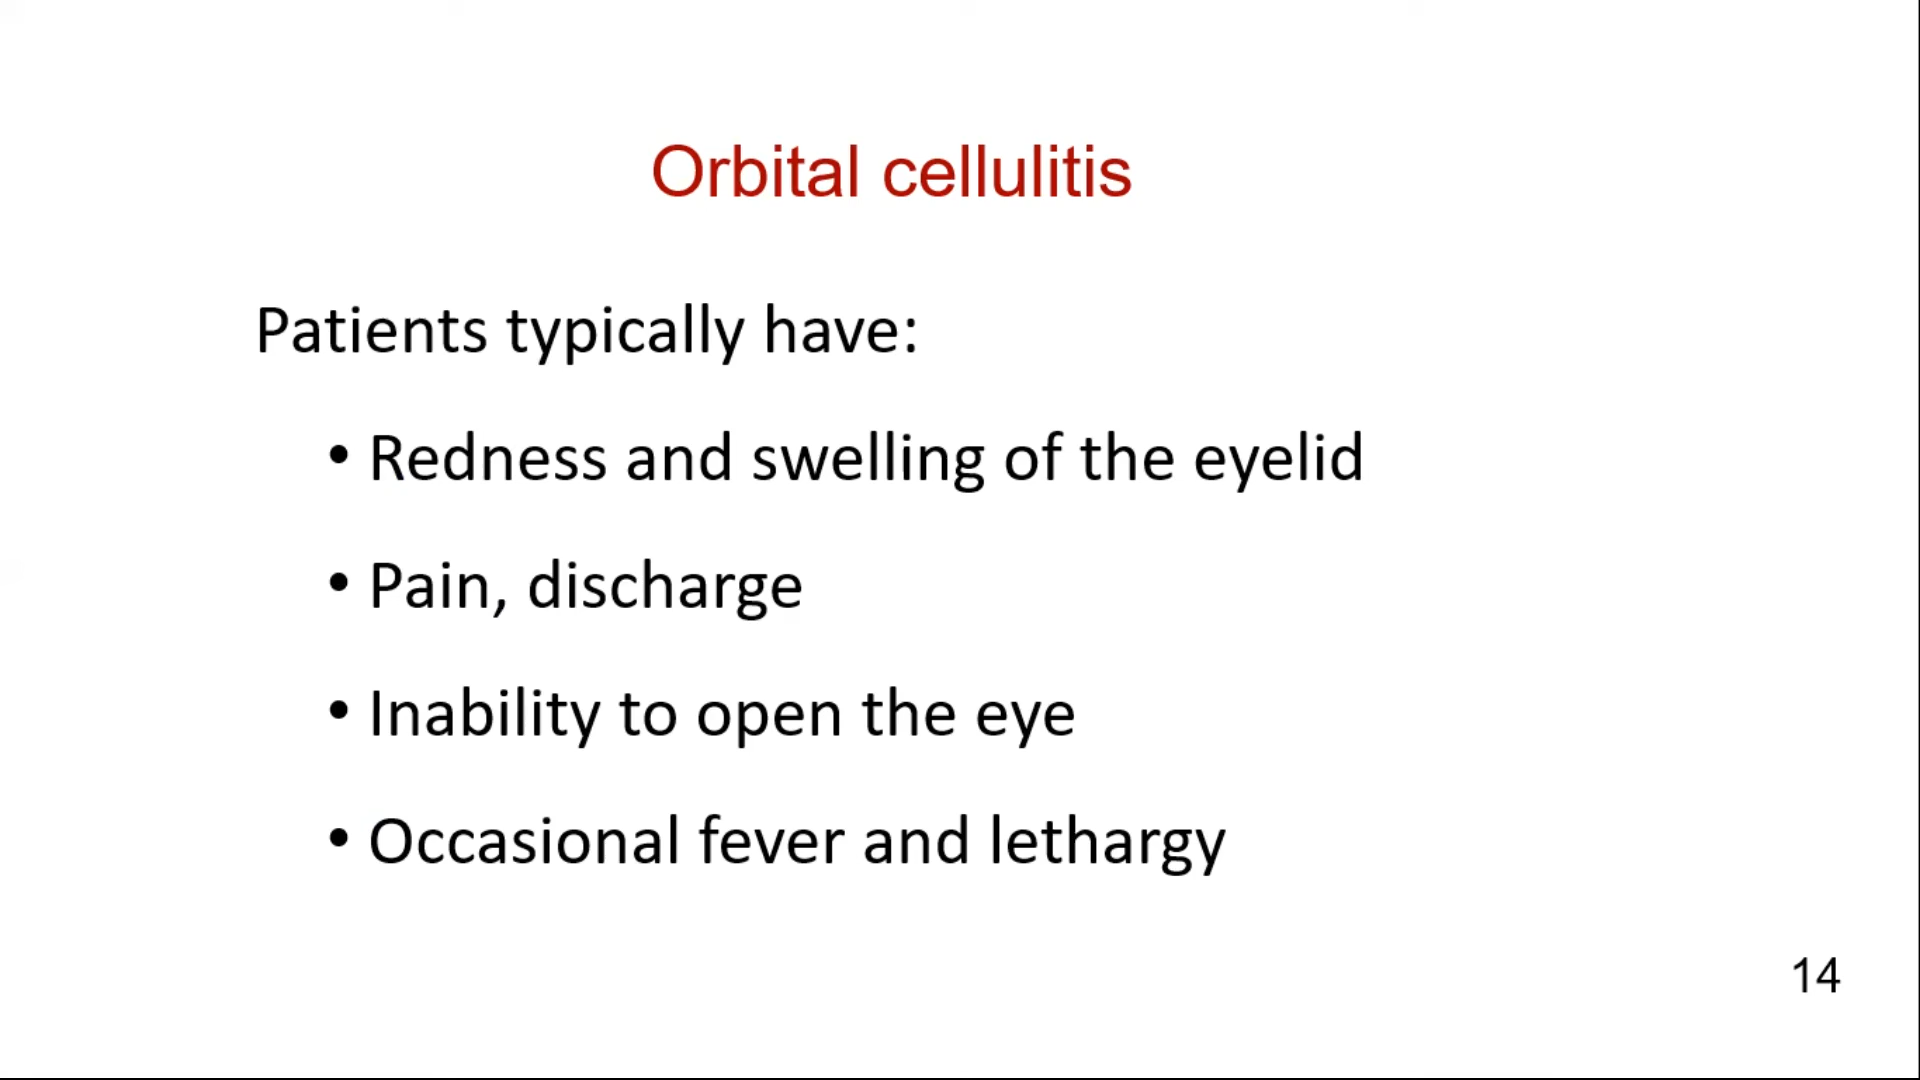 Orbital cellulitis
Patients typically have:
• Redness and swelling of the eyelid
• Pain, discharge
• Inability to open the eye
• Occasional fever and lethargy
14